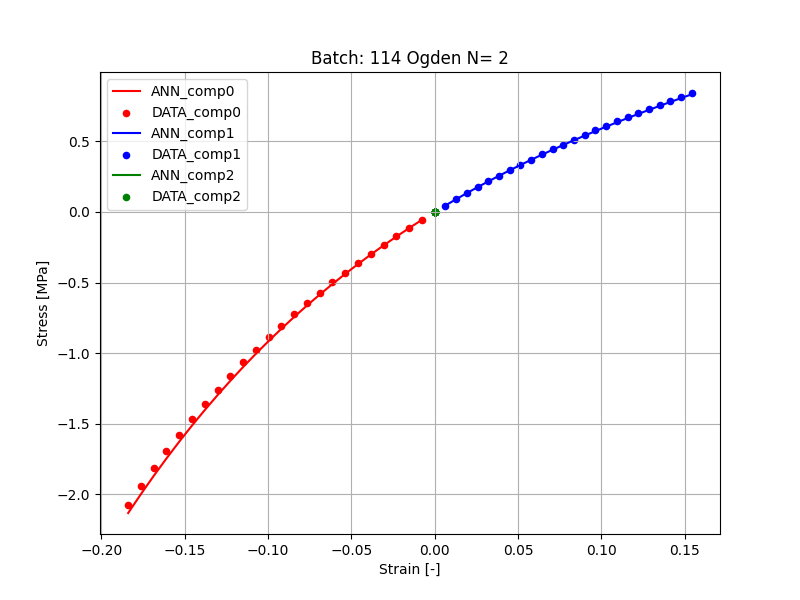 Batch: 114 Ogden N= 2
ANN_comp0
DATA_comp0
ANN_comp1
DATA_comp1
ANN_comp2
DATA_comp2
0.5
0.0
−0.5
−1.0
−1.5
−2.0
Stress [MPa]
−0.20 −0.15 −0.10 −0.05 0.00 0.05 0.10 0.15
Strain [-]